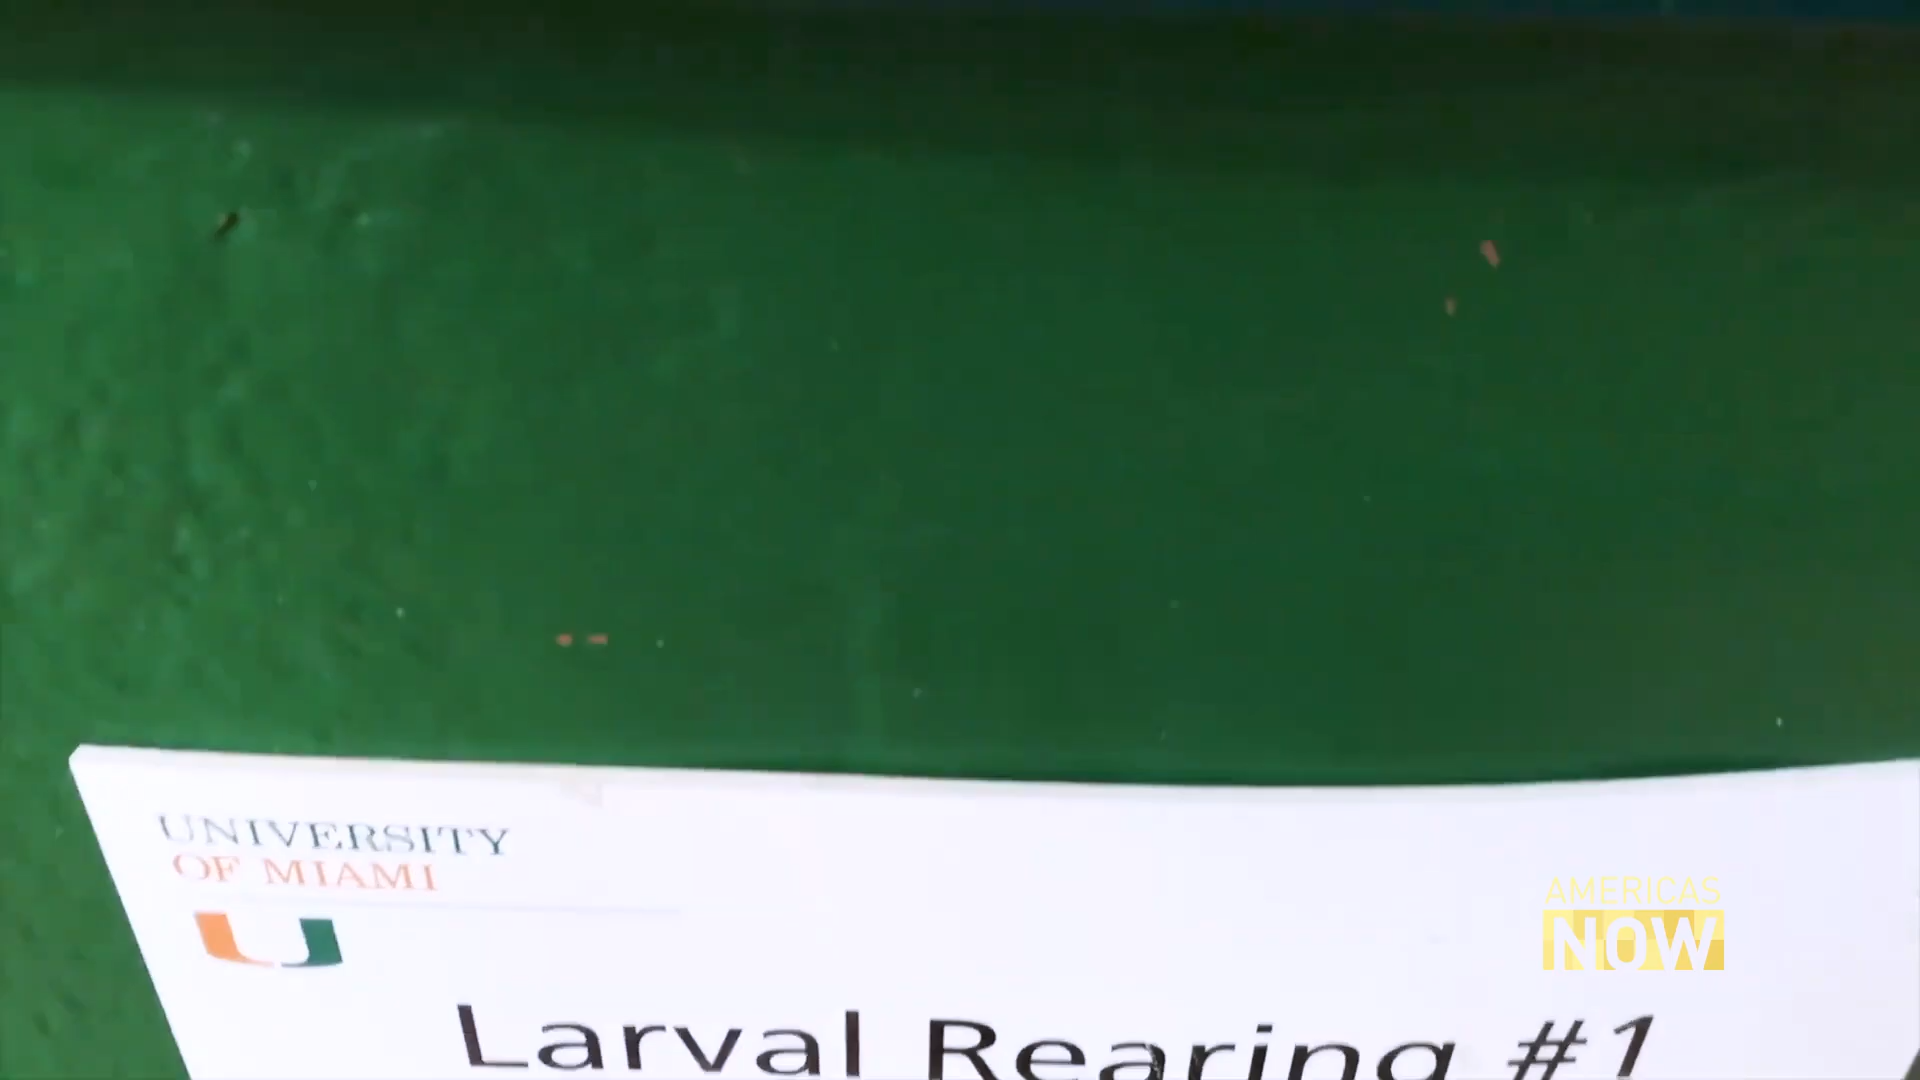 UNIVERSITY
OF MIAMI
U
AMERICAS
NOW
Larval Rearing #1